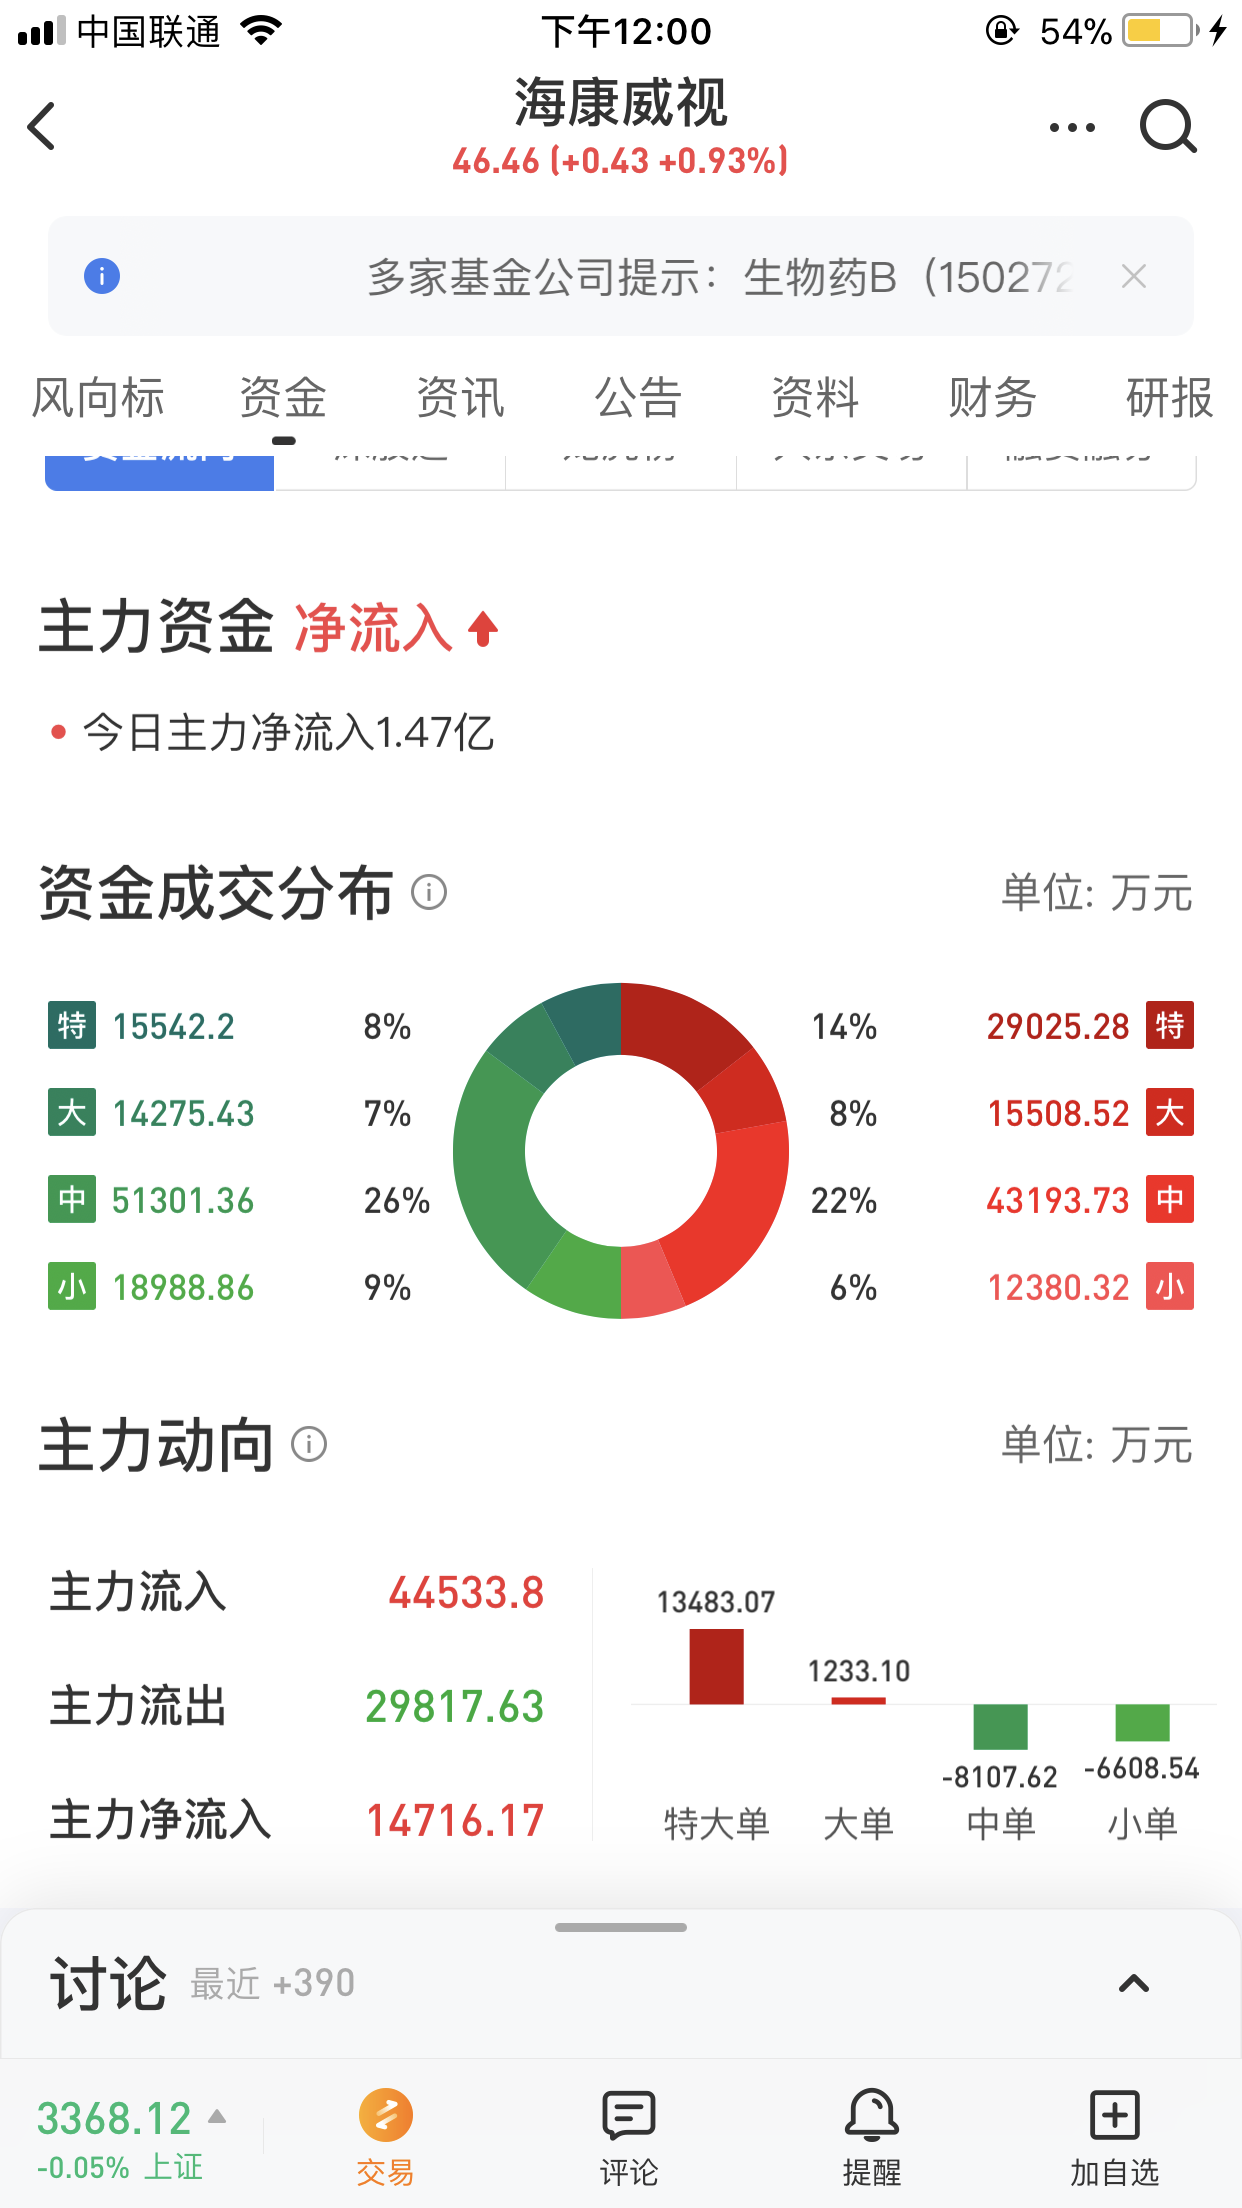 中国联通 下午12:00 54%
海康威视
46.46 (+0.43 +0.93%)
多家基金公司提示：生物药B（150272
风向标 资金 资讯 公告 资料 财务 研报
主力资金 净流入
今日主力净流入1.47亿
资金成交分布 单位: 万元
特 15542.2 8% 14% 29025.28 特
大 14275.43 7% 8% 15508.52 大
中 51301.36 26% 22% 43193.73 中
小 18988.86 9% 6% 12380.32 小
主力动向 单位: 万元
主力流入 44533.8
主力流出 29817.63
主力净流入 14716.17
13483.07
1233.10
-8107.62 -6608.54
特大单 大单 中单 小单
讨论 最近 +390
3368.12
-0.05% 上证
交易 评论 提醒 加自选